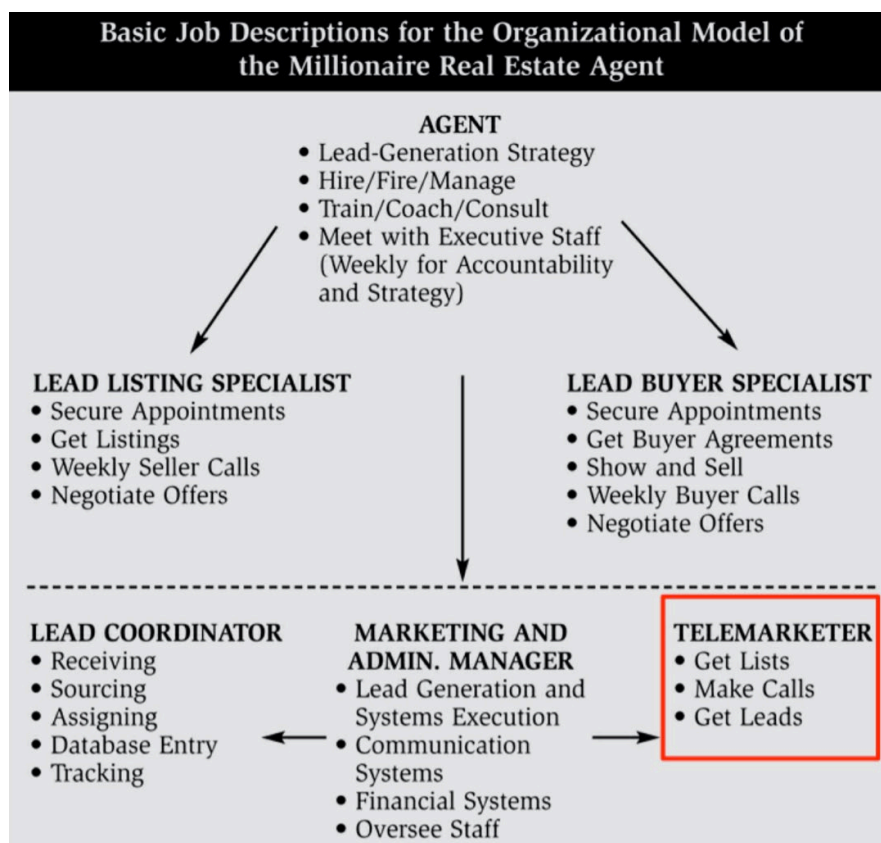 Basic Job Descriptions for the Organizational Model of
the Millionaire Real Estate Agent
AGENT
• Lead-Generation Strategy
• Hire/Fire/Manage
• Train/Coach/Consult
• Meet with Executive Staff
(Weekly for Accountability
and Strategy)
LEAD LISTING SPECIALIST
• Secure Appointments
• Get Listings
• Weekly Seller Calls
• Negotiate Offers
LEAD BUYER SPECIALIST
• Secure Appointments
• Get Buyer Agreements
• Show and Sell
• Weekly Buyer Calls
• Negotiate Offers
LEAD COORDINATOR
• Receiving
• Sourcing
• Assigning
• Database Entry
• Tracking
MARKETING AND
ADMIN. MANAGER
• Lead Generation and
Systems Execution
• Communication
Systems
• Financial Systems
• Oversee Staff
TELEMARKETER
• Get Lists
• Make Calls
• Get Leads